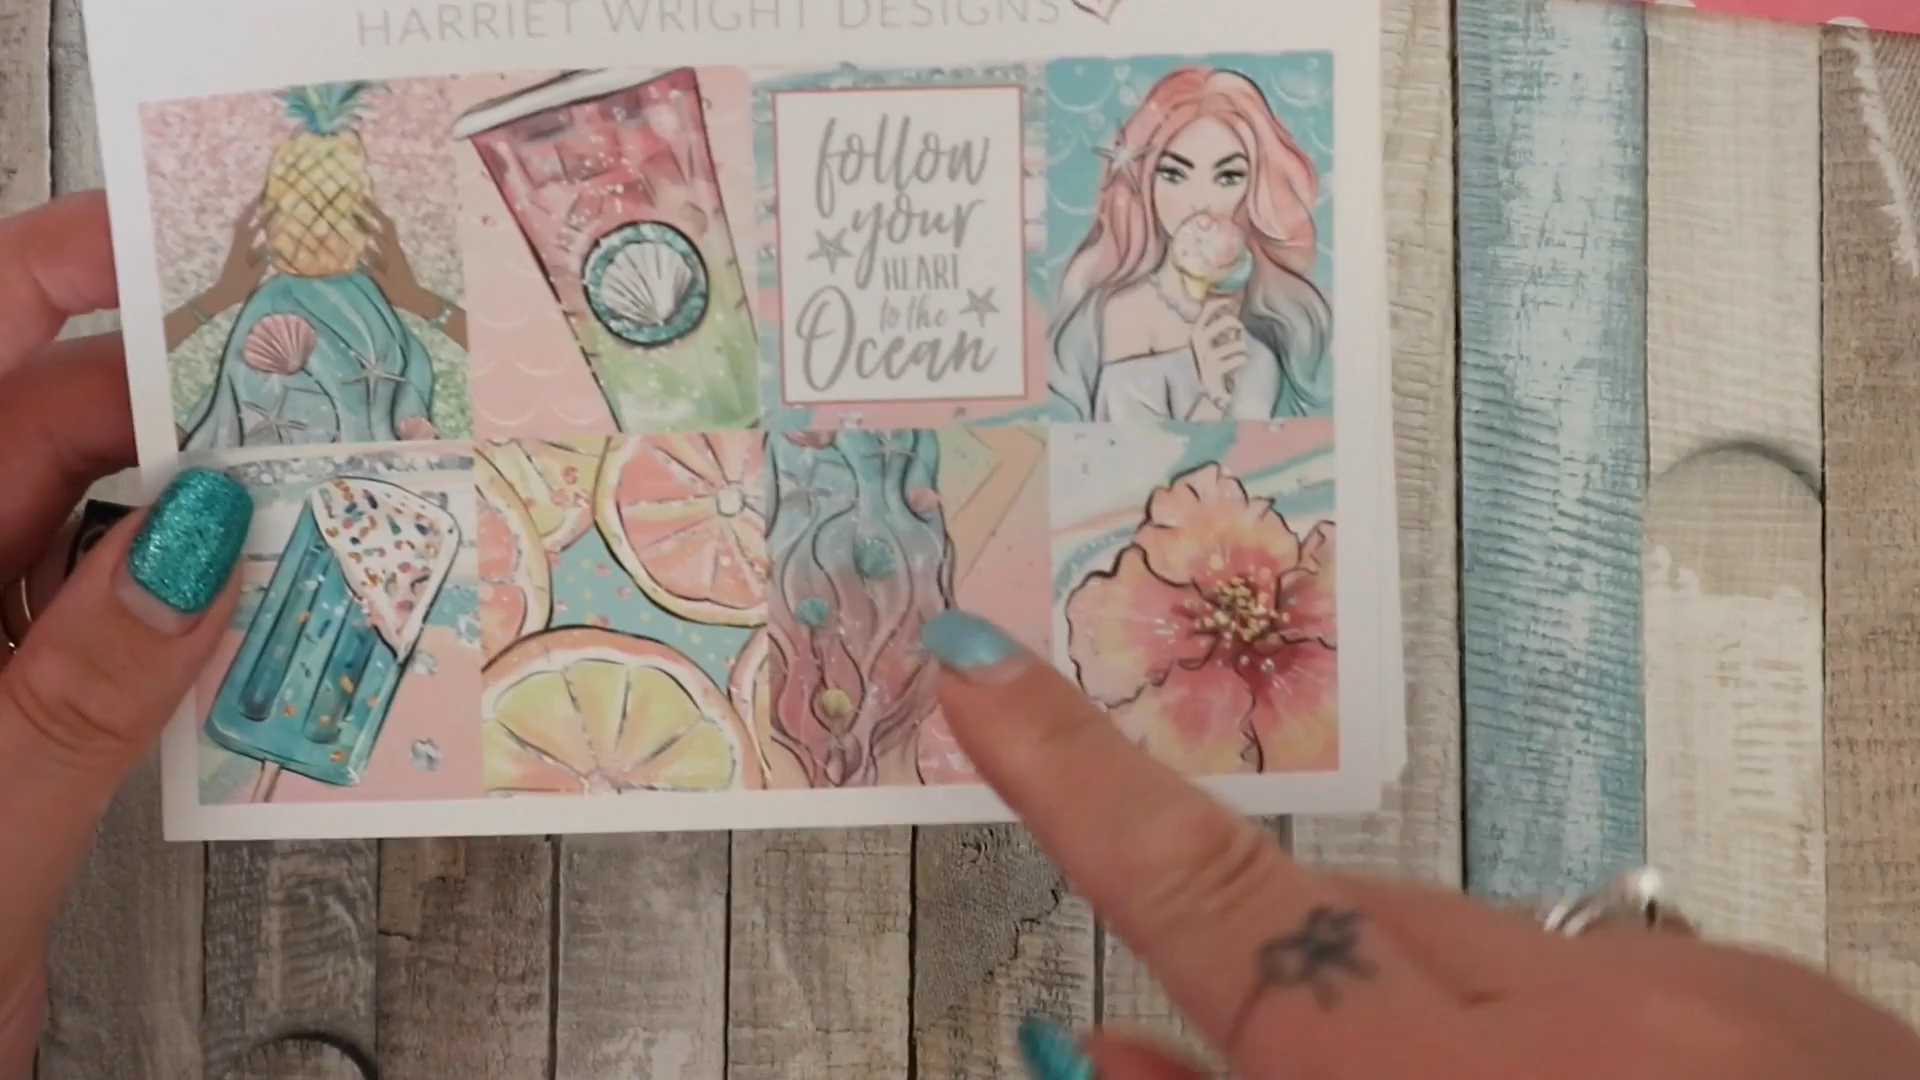 HARRIET WRIGHT DESIGNS
follow
your
HEART
to the
Ocean